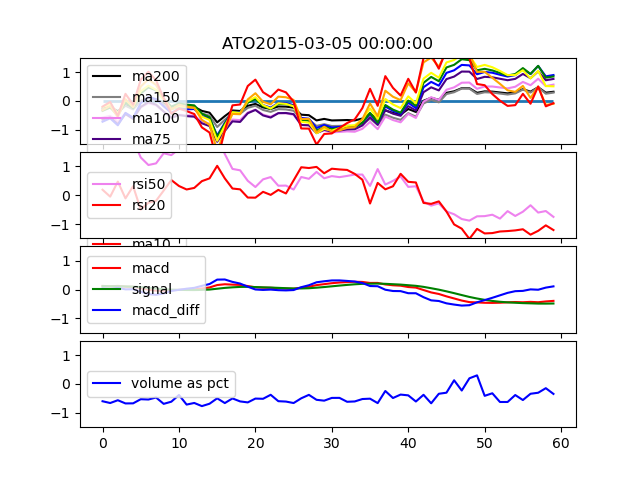 ATO2015-03-05 00:00:00
1
0
−1
ma200
ma150
ma100
ma75
1
0
−1
rsi50
rsi20
ma10
1
0
−1
macd
signal
macd_diff
1
0
−1
volume as pct
0 10 20 30 40 50 60